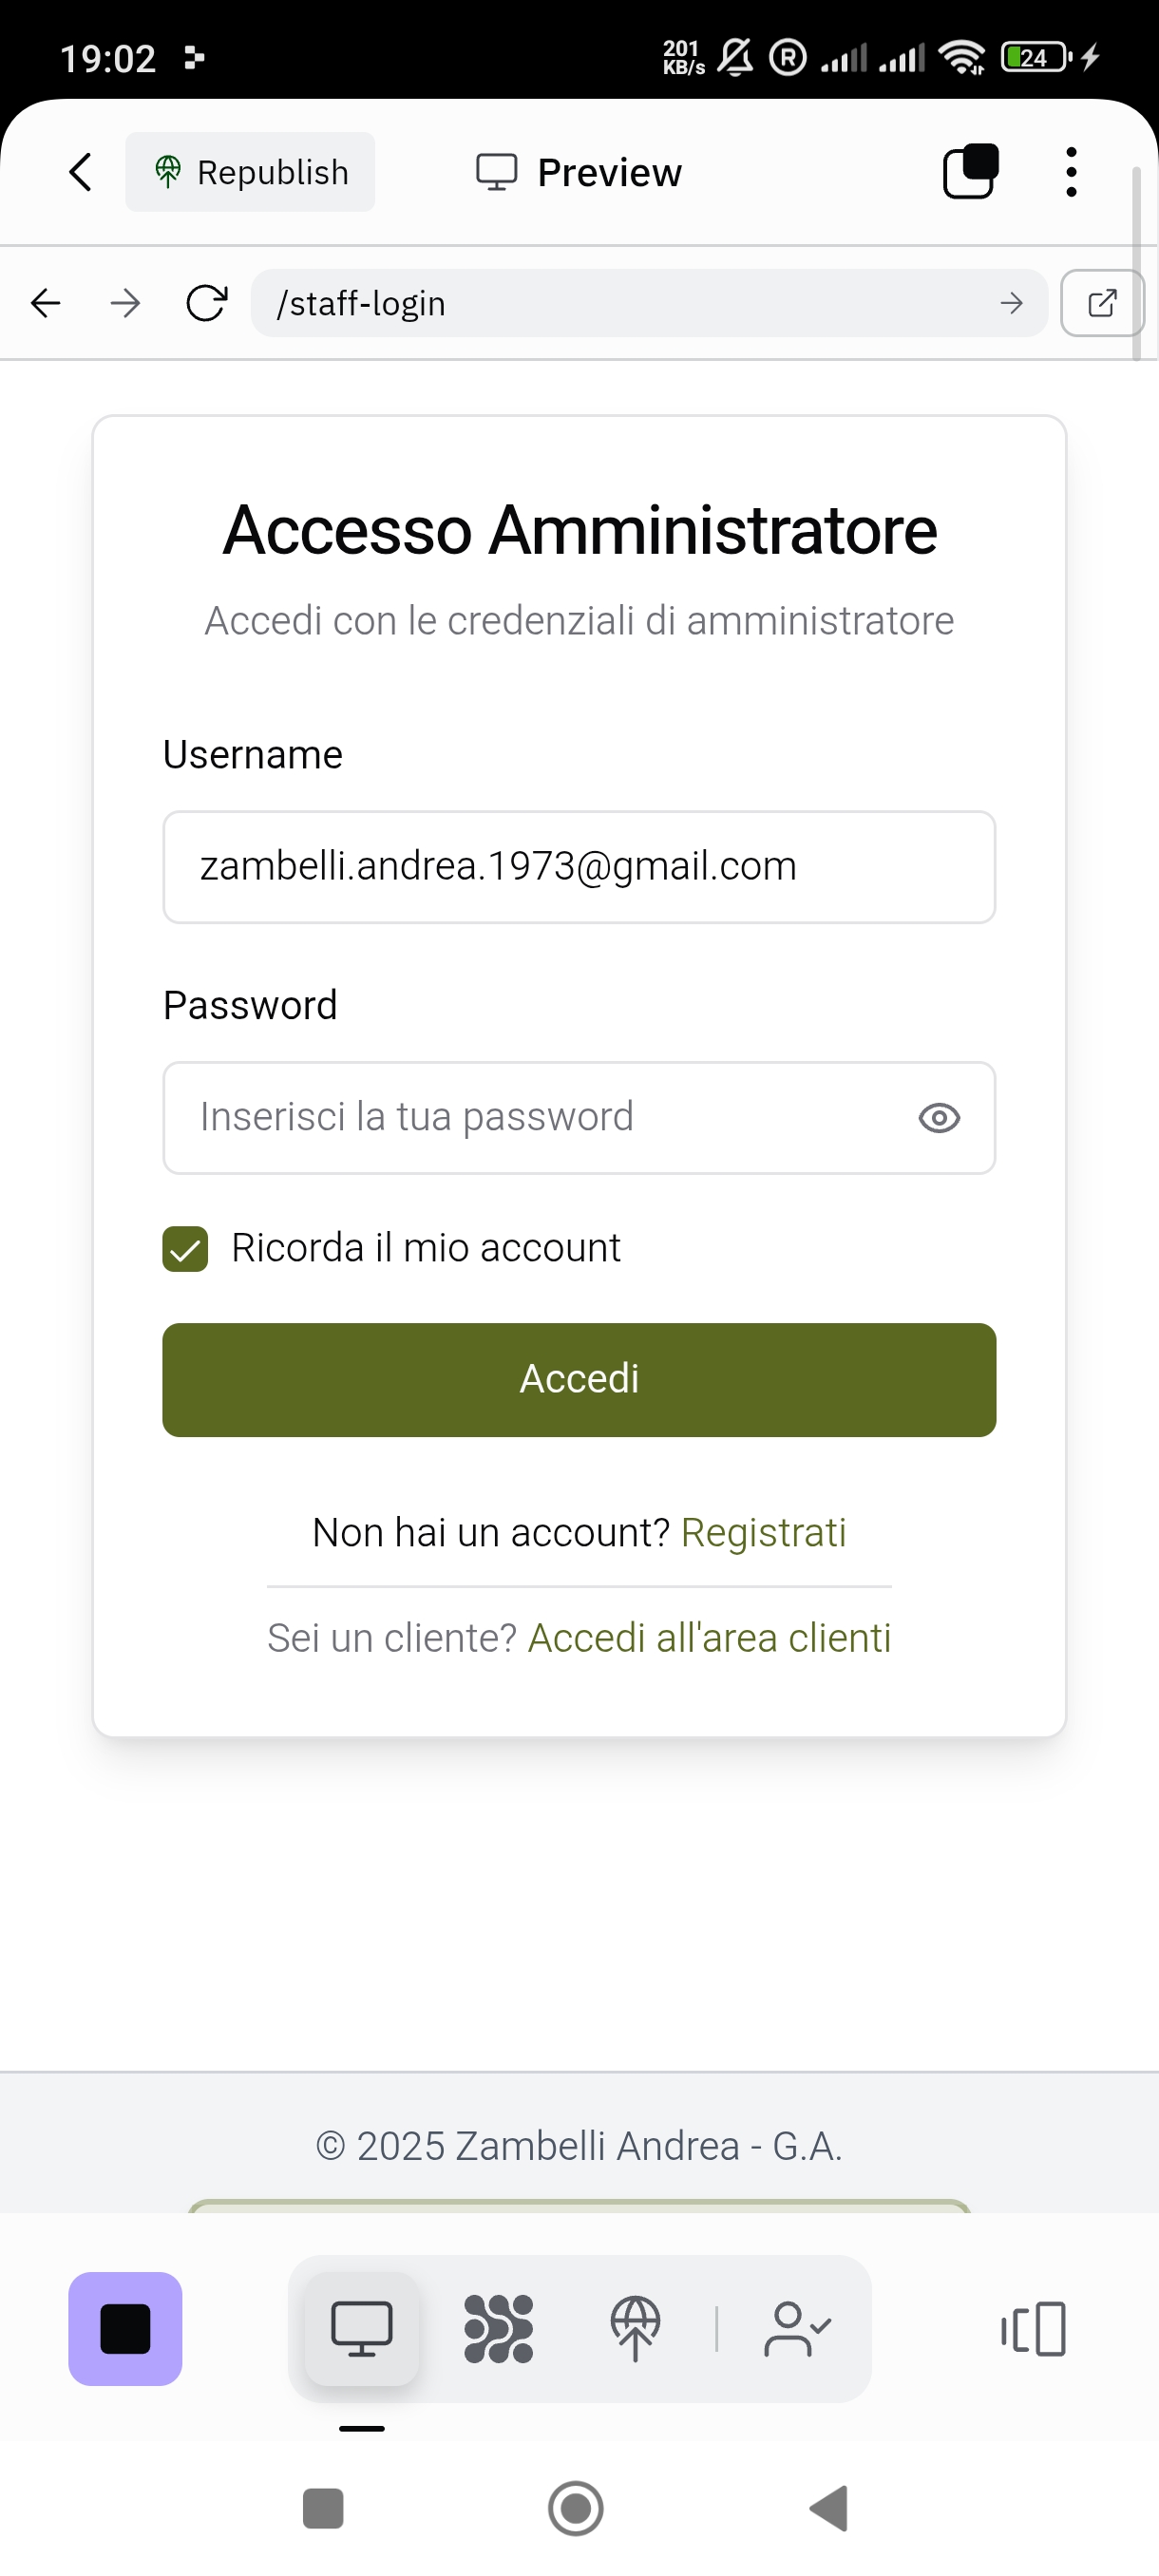 19:02
201
KB/s
R
24
Republish
Preview
/staff-login
Accesso Amministratore
Accedi con le credenziali di amministratore
Username
zambelli.andrea.1973@gmail.com
Password
Inserisci la tua password
Ricorda il mio account
Accedi
Non hai un account? Registrati
Sei un cliente? Accedi all'area clienti
© 2025 Zambelli Andrea - G.A.